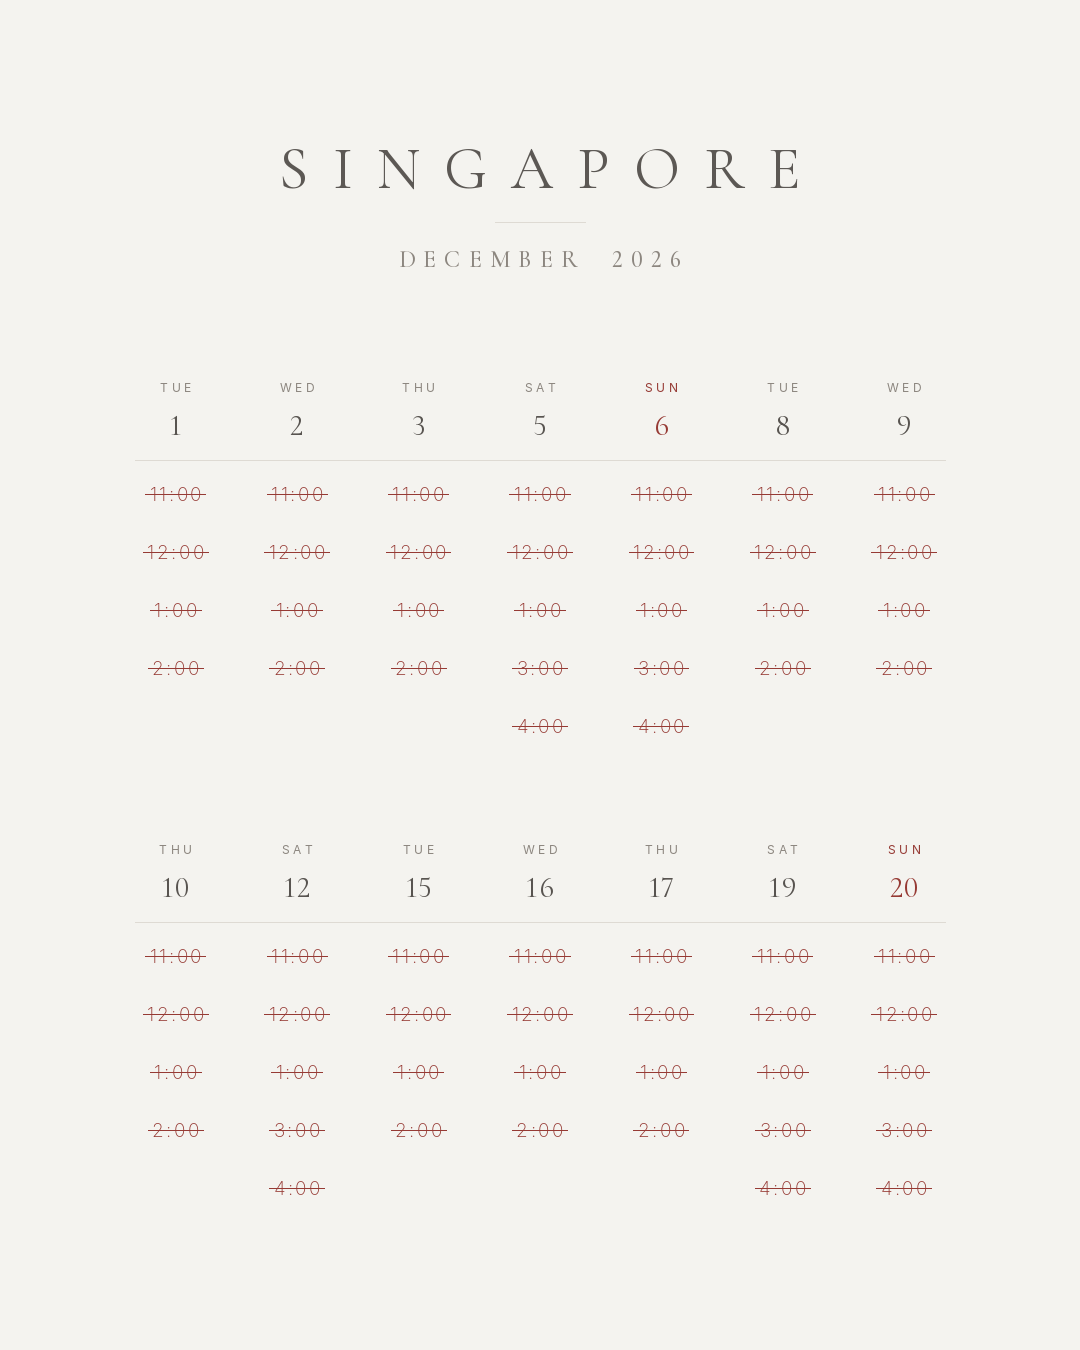 SINGAPORE
DECEMBER 2026
TUE WED THU SAT SUN TUE WED
1 2 3 5 6 8 9
11:00 11:00 11:00 11:00 11:00 11:00 11:00
12:00 12:00 12:00 12:00 12:00 12:00 12:00
1:00 1:00 1:00 1:00 1:00 1:00 1:00
2:00 2:00 2:00 3:00 3:00 2:00 2:00
4:00 4:00
THU SAT TUE WED THU SAT SUN
10 12 15 16 17 19 20
11:00 11:00 11:00 11:00 11:00 11:00 11:00
12:00 12:00 12:00 12:00 12:00 12:00 12:00
1:00 1:00 1:00 1:00 1:00 1:00 1:00
2:00 3:00 2:00 2:00 2:00 3:00 3:00
4:00 4:00 4:00